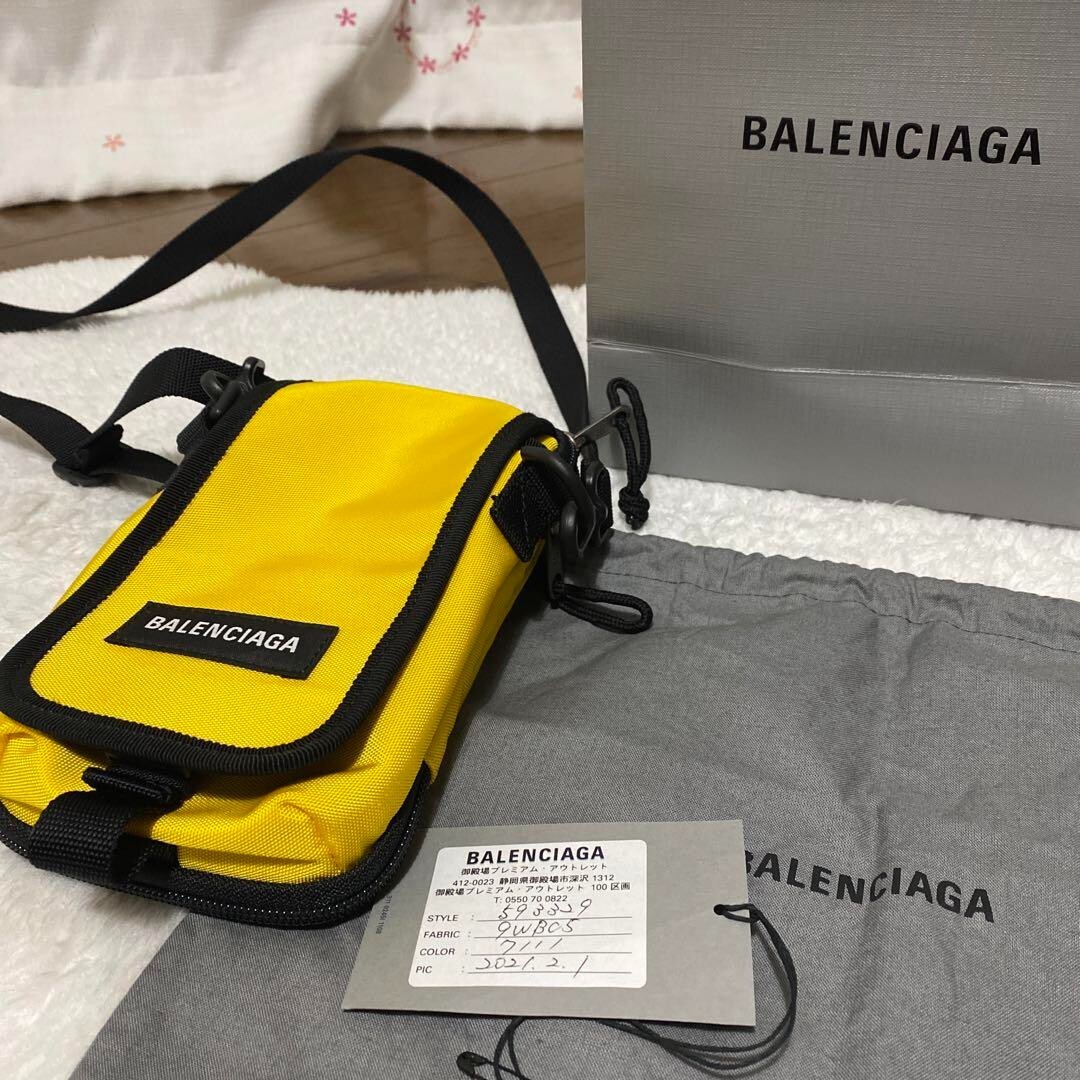 BALENCIAGA
BALENCIAGA
BALENCIAGA
BALENCIAGA
御殿場プレミアム・アウトレット
412-0023 静岡県御殿場市深沢 1312
御殿場プレミアム・アウトレット 100 区画
T: 0550 70 0822
STYLE : 593329
FABRIC : 9WB05
COLOR : 7111
PIC : 2021.2.1